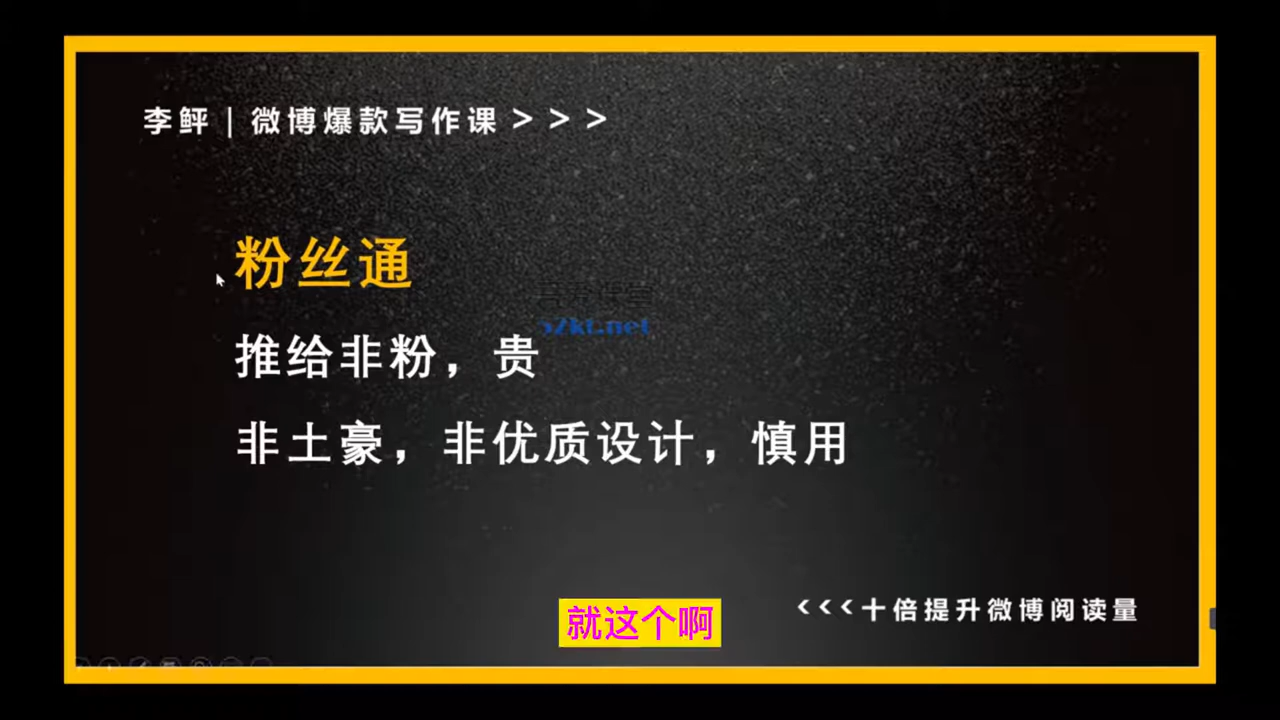 李鲆｜微博爆款写作课＞＞＞
粉丝通
推给非粉，贵
非土豪，非优质设计，慎用
就这个啊
<<<十倍提升微博阅读量